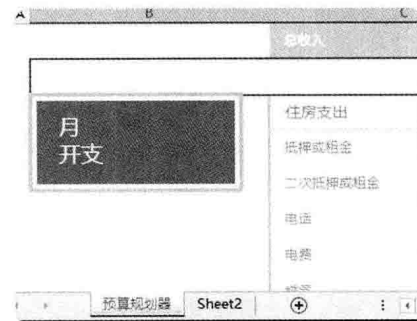 A B C
总收入
月
开支
住房支出
抵押或租金
二次抵押或租金
电话
电费
预算规划器 Sheet2